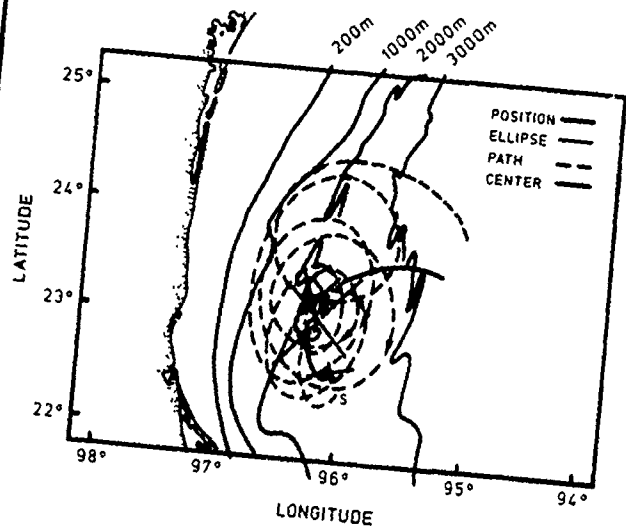 200m 1000m 2000m 3000m
25°
24°
23°
22°
LATITUDE
POSITION
ELLIPSE
PATH
CENTER
S
98° 97° 96° 95° 94°
LONGITUDE